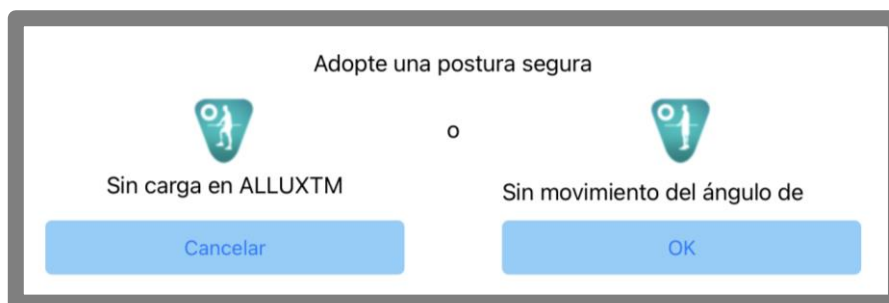 Adopte una postura segura
o
Sin carga en ALLUXTM
Sin movimiento del ángulo de
Cancelar
OK